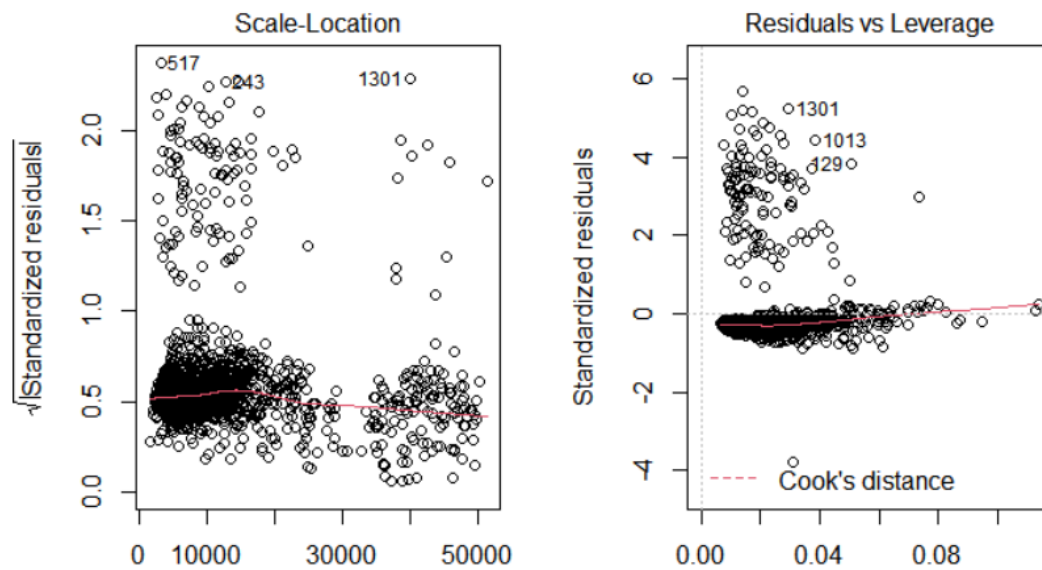 Scale-Location
√|Standardized residuals|
0.0 0.5 1.0 1.5 2.0
517
243
1301
0 10000 30000 50000
Residuals vs Leverage
Standardized residuals
-4 -2 0 2 4 6
1301
1013
129
Cook's distance
0.00 0.04 0.08